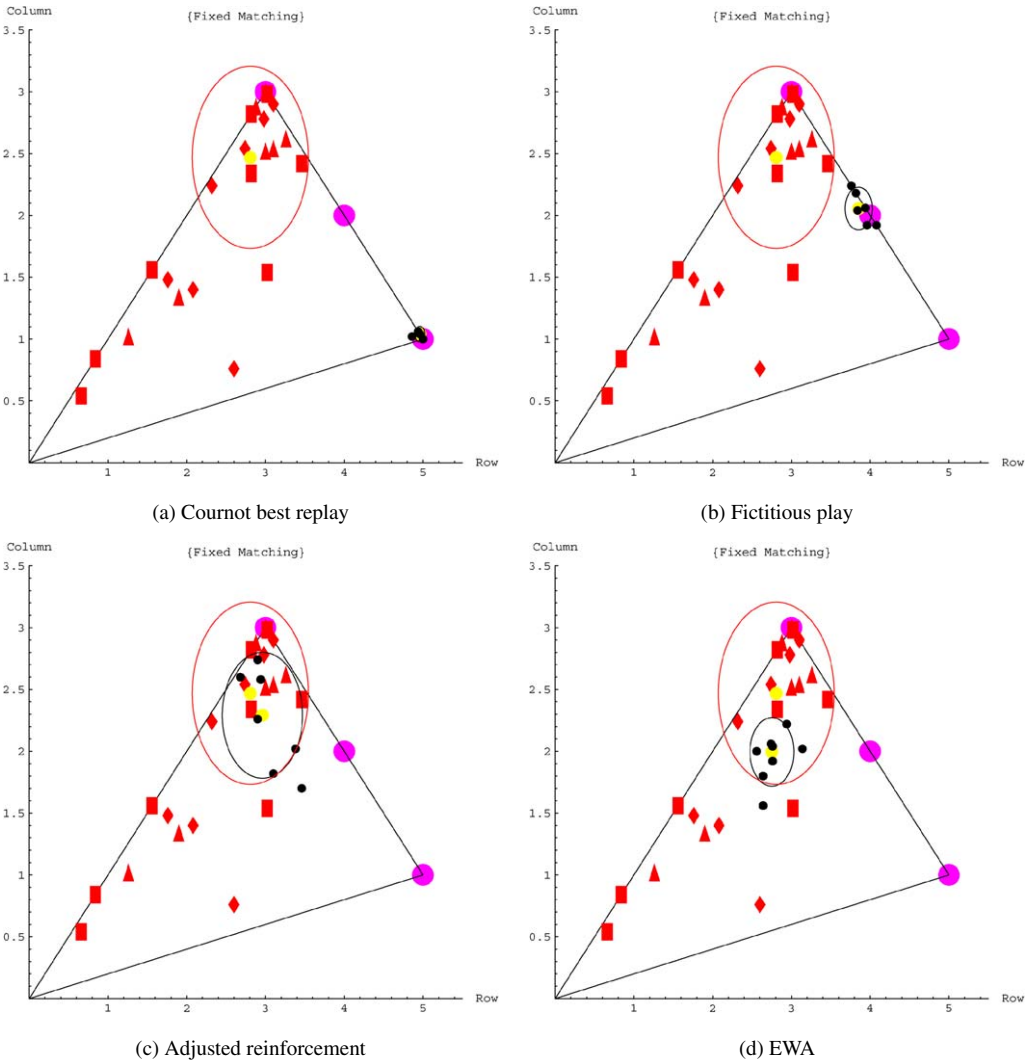 Column {Fixed Matching}
3.5
3
2.5
2
1.5
1
0.5
1 2 3 4 5 Row
(a) Cournot best replay
Column {Fixed Matching}
3.5
3
2.5
2
1.5
1
0.5
1 2 3 4 5 Row
(b) Fictitious play
Column {Fixed Matching}
3.5
3
2.5
2
1.5
1
0.5
1 2 3 4 5 Row
(c) Adjusted reinforcement
Column {Fixed Matching}
3.5
3
2.5
2
1.5
1
0.5
1 2 3 4 5 Row
(d) EWA